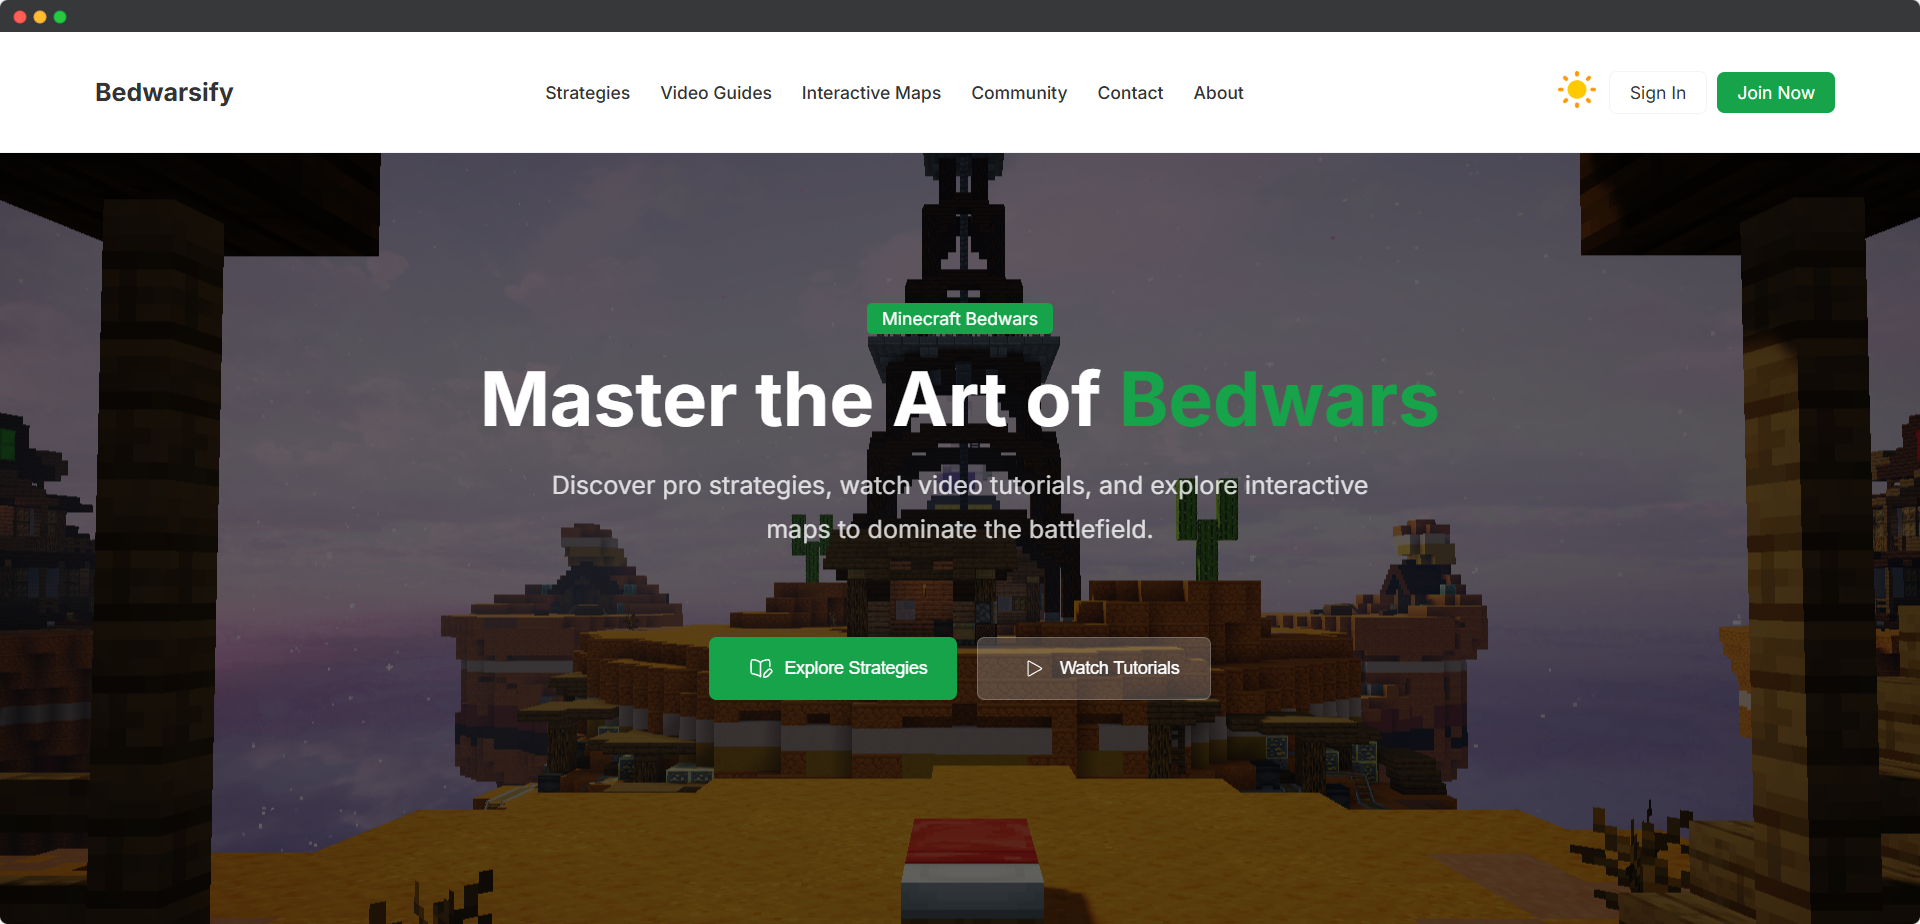 Bedwarsify
Strategies
Video Guides
Interactive Maps
Community
Contact
About
Sign In
Join Now
Minecraft Bedwars
Master the Art of Bedwars
Discover pro strategies, watch video tutorials, and explore interactive
maps to dominate the battlefield.
Explore Strategies
Watch Tutorials